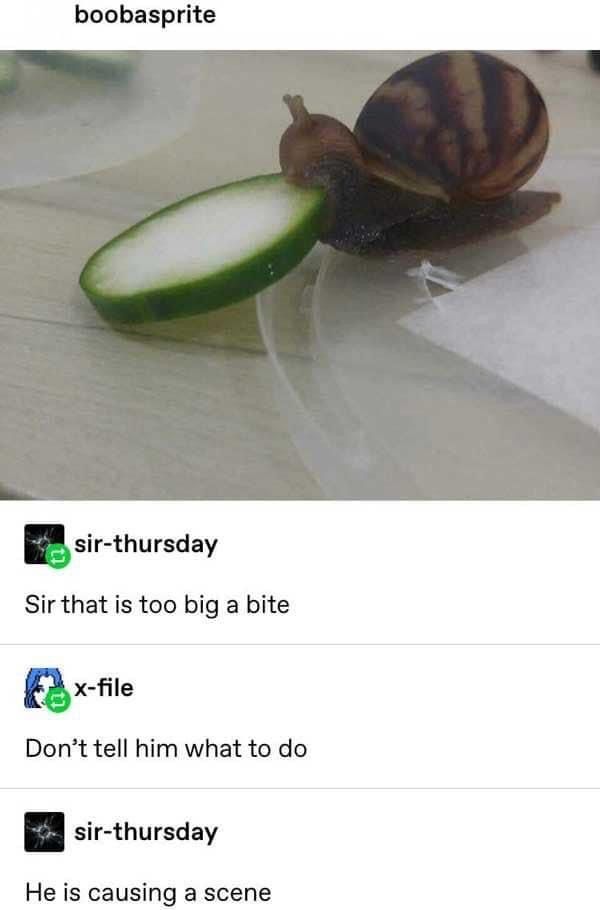 boobasprite
sir-thursday
Sir that is too big a bite
x-file
Don’t tell him what to do
sir-thursday
He is causing a scene